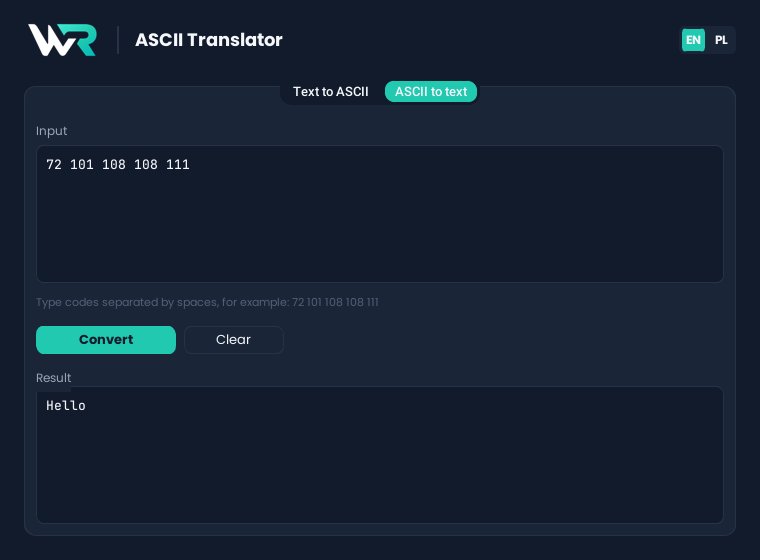 WR
ASCII Translator
EN PL
Text to ASCII ASCII to text
Input
72 101 108 108 111
Type codes separated by spaces, for example: 72 101 108 108 111
Convert Clear
Result
Hello